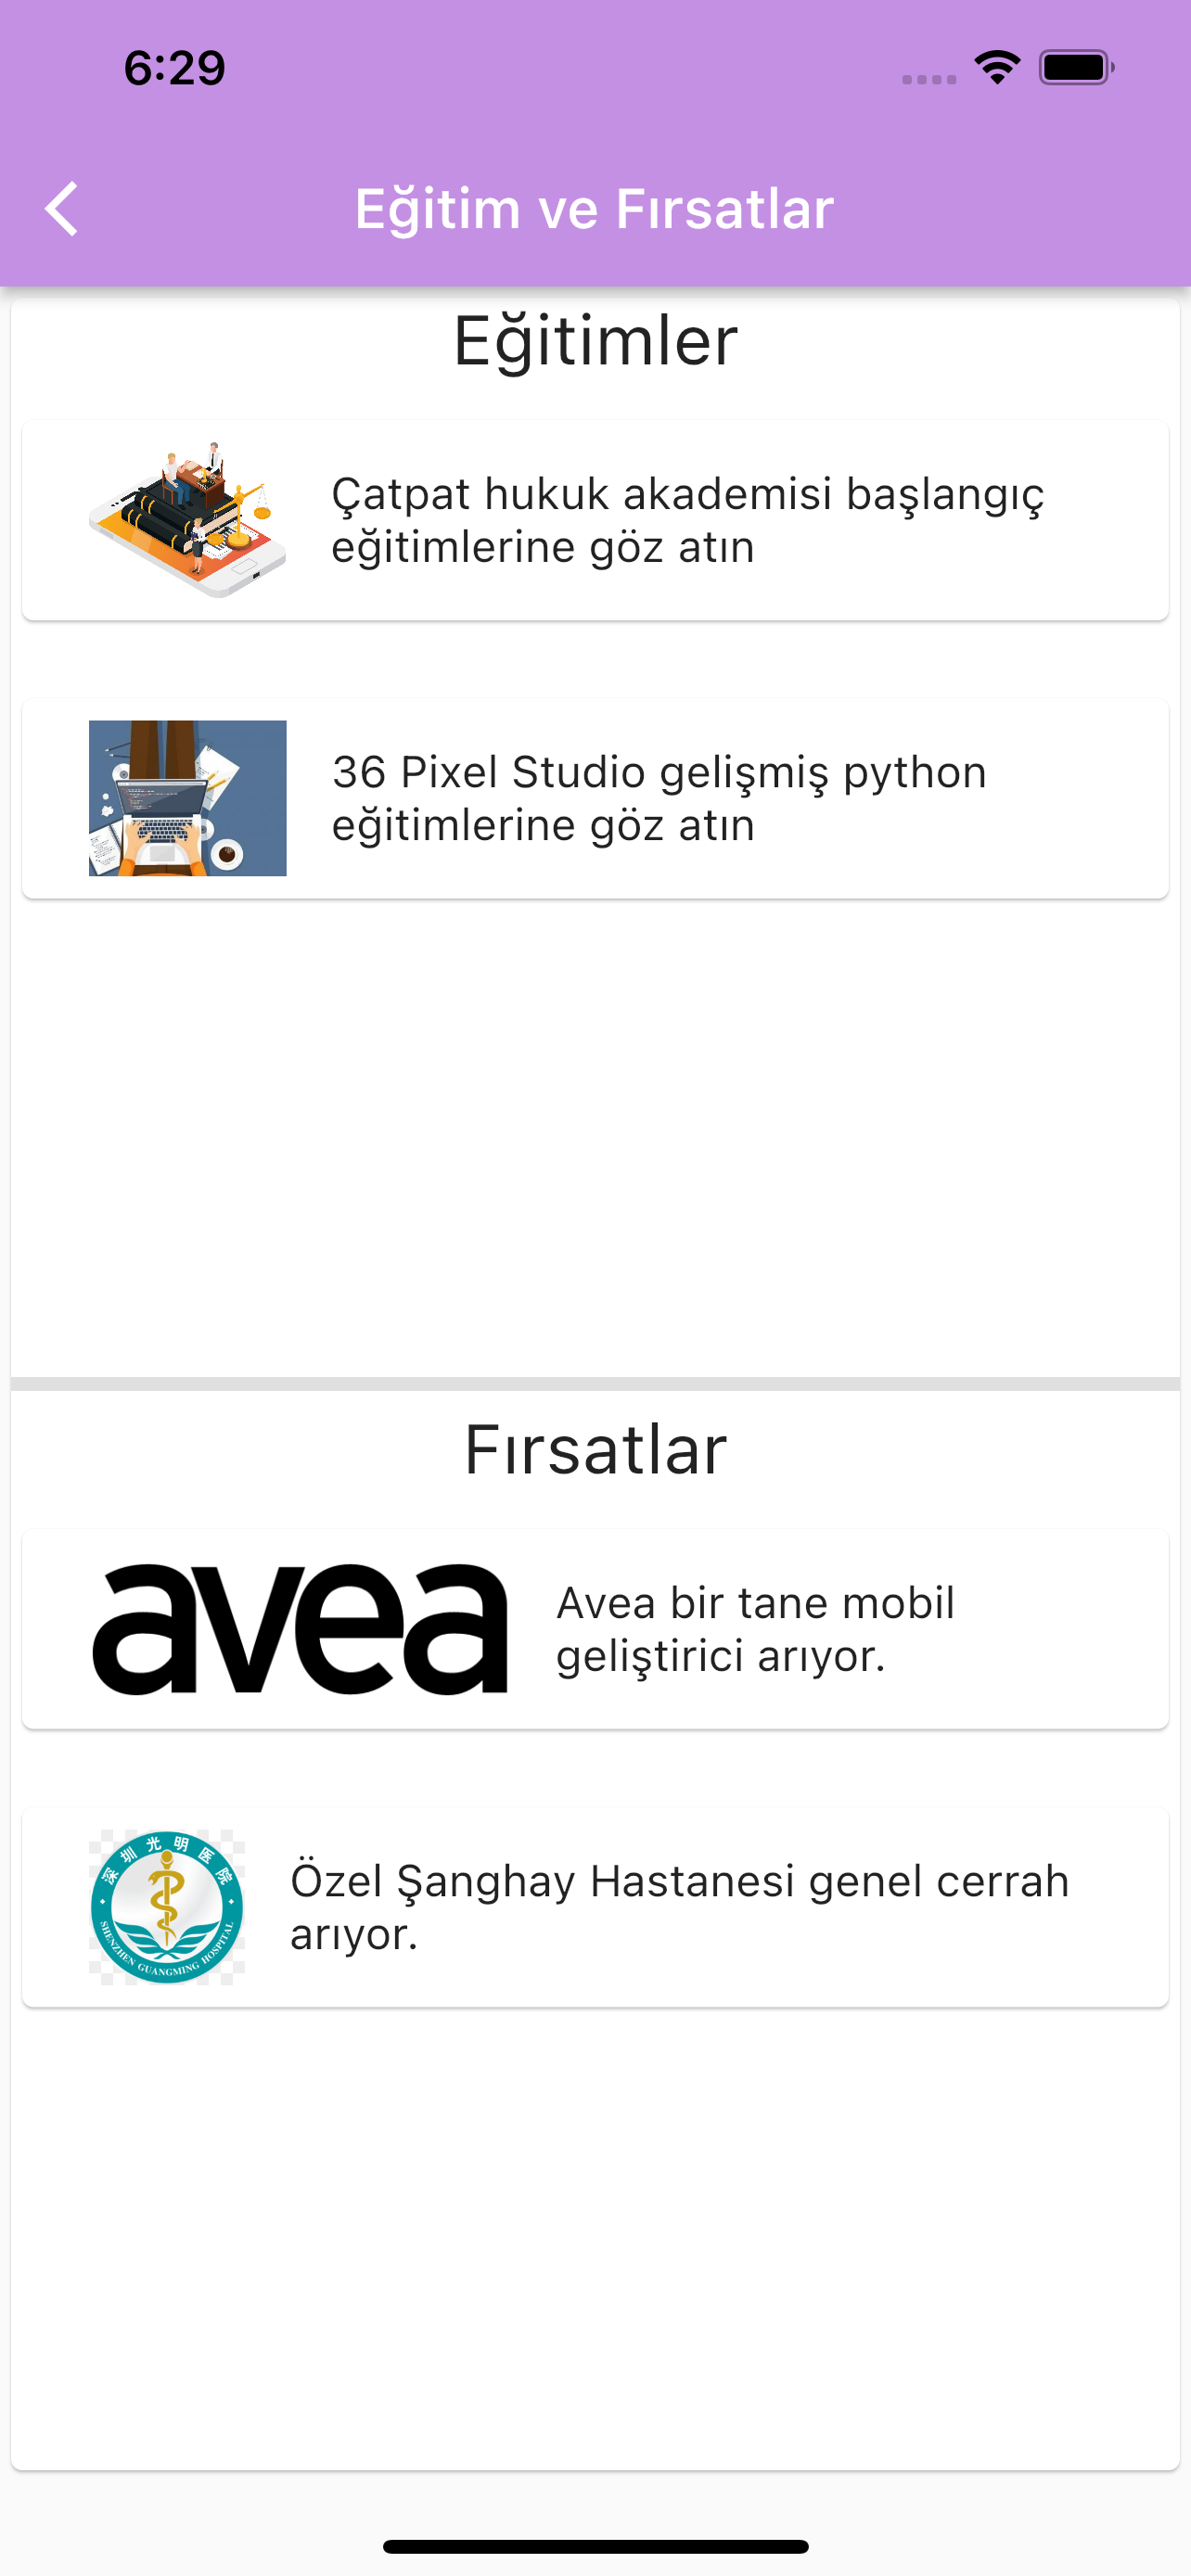 6:29
Eğitim ve Fırsatlar
Eğitimler
Çatpat hukuk akademisi başlangıç
eğitimlerine göz atın
36 Pixel Studio gelişmiş python
eğitimlerine göz atın
Fırsatlar
avea
Avea bir tane mobil
geliştirici arıyor.
深圳光明医院
SHENZHEN GUANGMING HOSPITAL
Özel Şanghay Hastanesi genel cerrah
arıyor.